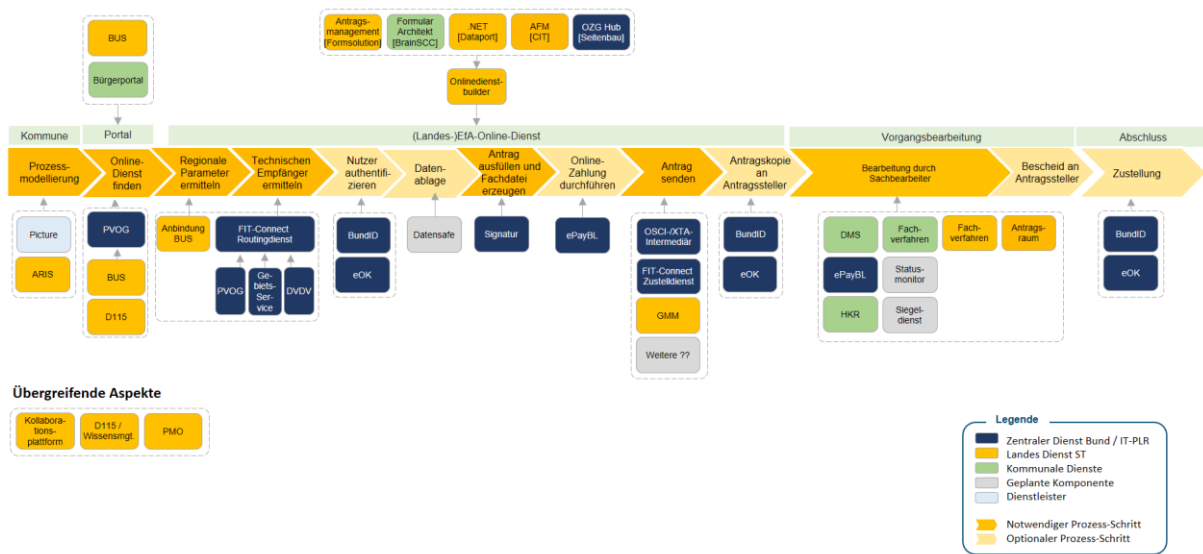 BUS
Bürgerportal
Antrags-
management
[Formsolution]
Formular
Architekt
[BrainSCC]
.NET
[Dataport]
AFM
[CIT]
OZG Hub
[Seitenbau]
Onlinedienst-
builder
Kommune
Portal
(Landes-)EfA-Online-Dienst
Vorgangsbearbeitung
Abschluss
Prozess-
modellierung
Online-
Dienst
finden
Regionale
Parameter
ermitteln
Technischen
Empfänger
ermitteln
Nutzer
authentifi-
zieren
Daten-
ablage
Antrag
ausfüllen und
Fachdatei
erzeugen
Online-
Zahlung
durchführen
Antrag
senden
Antragskopie
an
Antragssteller
Bearbeitung durch
Sachbearbeiter
Bescheid an
Antragssteller
Zustellung
Picture
ARIS
PVOG
BUS
D115
Anbindung
BUS
FIT-Connect
Routingdienst
PVOG
Ge-
biets-
Ser-
vice
DVDV
BundID
eOK
Datensafe
Signatur
ePayBL
OSCI-/XTA-
Intermediär
FIT-Connect
Zustelldienst
GMM
Weitere ??
BundID
eOK
DMS
ePayBL
HKR
Fach-
verfahren
Status-
monitor
Siegel-
dienst
Fach-
verfahren
Antrags-
raum
BundID
eOK
Übergreifende Aspekte
Kollabora-
tions-
plattform
D115 /
Wissensmgt.
PMO
Legende
Zentraler Dienst Bund / IT-PLR
Landes Dienst ST
Kommunale Dienste
Geplante Komponente
Dienstleister
Notwendiger Prozess-Schritt
Optionaler Prozess-Schritt